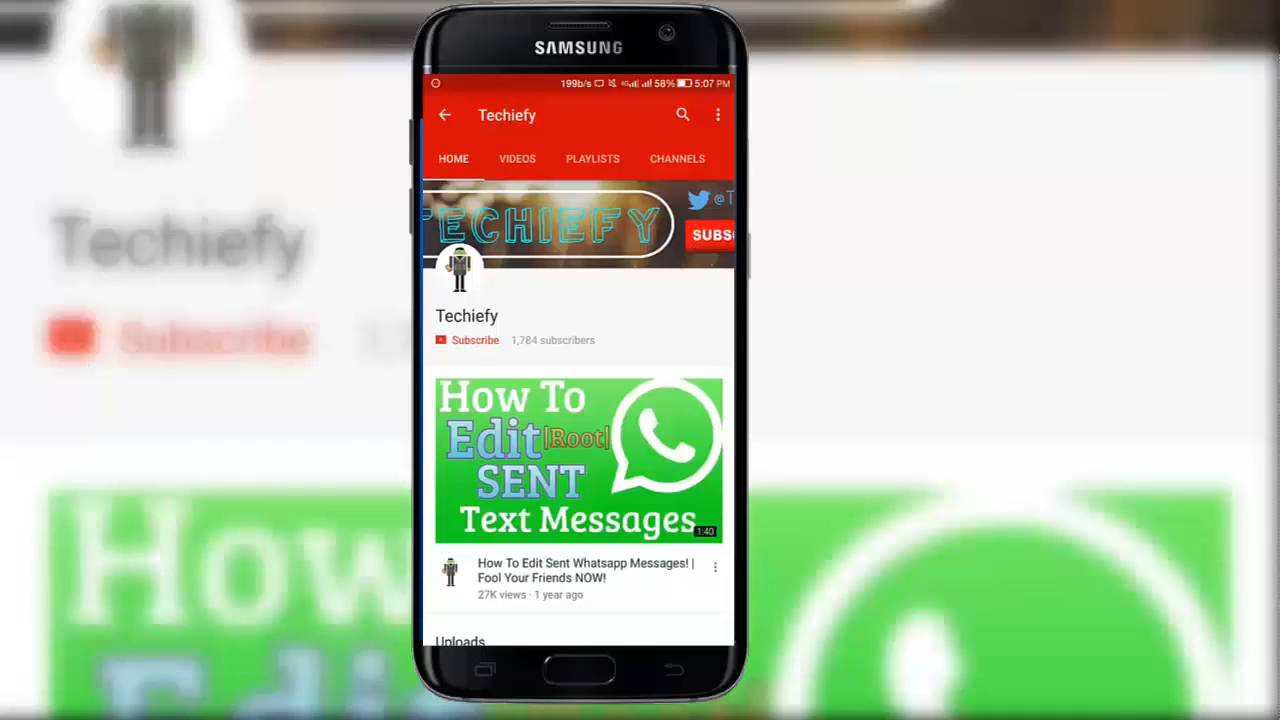 SAMSUNG
199b/s 4G 58% 5:07 PM
Techiefy
HOME VIDEOS PLAYLISTS CHANNELS
TECHIEFY
@T
SUBS
Techiefy
Subscribe 1,784 subscribers
How To
Edit |Root|
SENT
Text Messages
1:40
How To Edit Sent Whatsapp Messages! |
Fool Your Friends NOW!
27K views · 1 year ago
Uploads
Techiefy
Subscribe
How